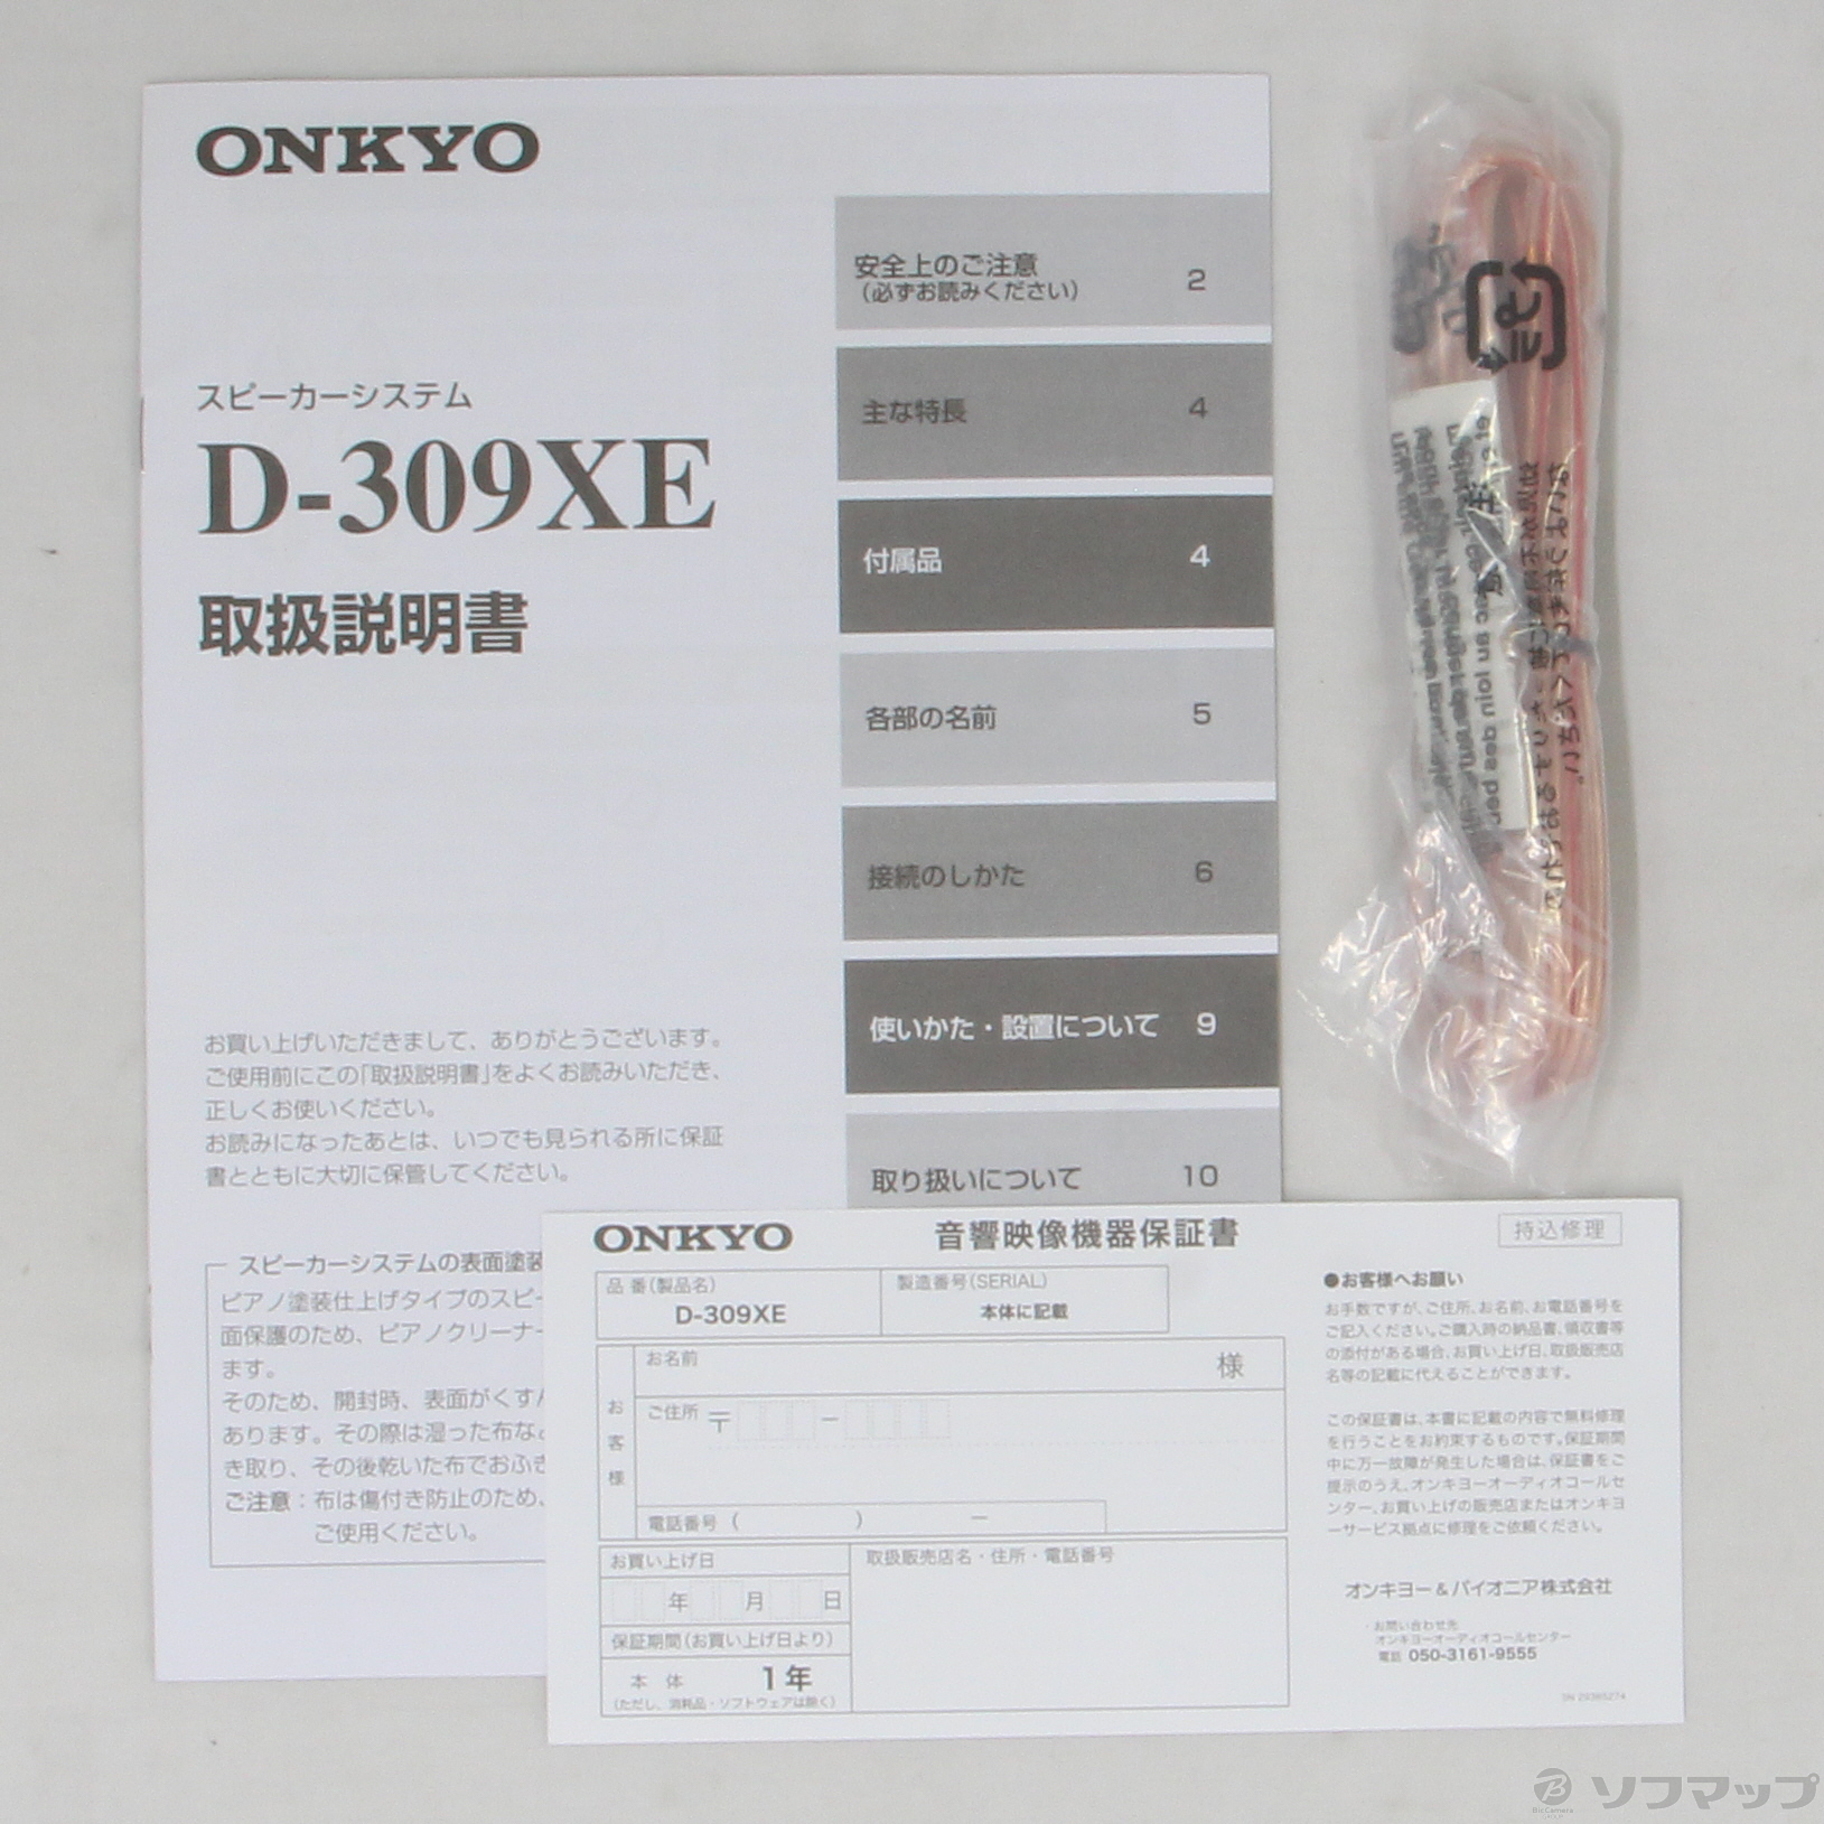 ONKYO
スピーカーシステム
D-309XE
取扱説明書
安全上のご注意 2
（必ずお読みください）
主な特長 4
付属品 4
各部の名前 5
接続のしかた 6
使いかた・設置について 9
取り扱いについて 10
お買い上げいただきまして、ありがとうございます。
ご使用前にこの「取扱説明書」をよくお読みいただき、
正しくお使いください。
お読みになったあとは、いつでも見られる所に保証
書とともに大切に保管してください。
スピーカーシステムの表面塗装
ピアノ塗装仕上げタイプのスピー
面保護のため、ピアノクリーナー
ます。
そのため、開封時、表面がくすん
あります。その際は湿った布な
き取り、その後乾いた布でおふき
ご注意：布は傷付き防止のため、
ご使用ください。
プラ
ONKYO
音響映像機器保証書
持込修理
品 番（製品名）
D-309XE
製造番号（SERIAL）
本体に記載
お客様
お名前
様
ご住所 〒 −
電話番号 （ ） −
お買い上げ日
年 月 日
保証期間（お買い上げ日より）
本 体 1年
（ただし、消耗品・ソフトウェアは除く）
取扱販売店名・住所・電話番号
●お客様へお願い
お手数ですが、ご住所、お名前、お電話番号を
ご記入ください。ご購入時の納品書、領収書等
の添付がある場合、お買い上げ日、取扱販売店
名等の記載に代えることができます。
この保証書は、本書に記載の内容で無料修理
を行うことをお約束するものです。保証期間
中に万一故障が発生した場合は、保証書をご
提示のうえ、オンキヨーオーディオコールセ
ンター、お買い上げの販売店またはオンキヨ
ーサービス拠点に修理をご依頼ください。
オンキヨー＆パイオニア株式会社
お問い合わせ先
オンキヨーオーディオコールセンター
電話 050-3161-9555
SN 29365274
BicCamera
GROUP
ソフマップ